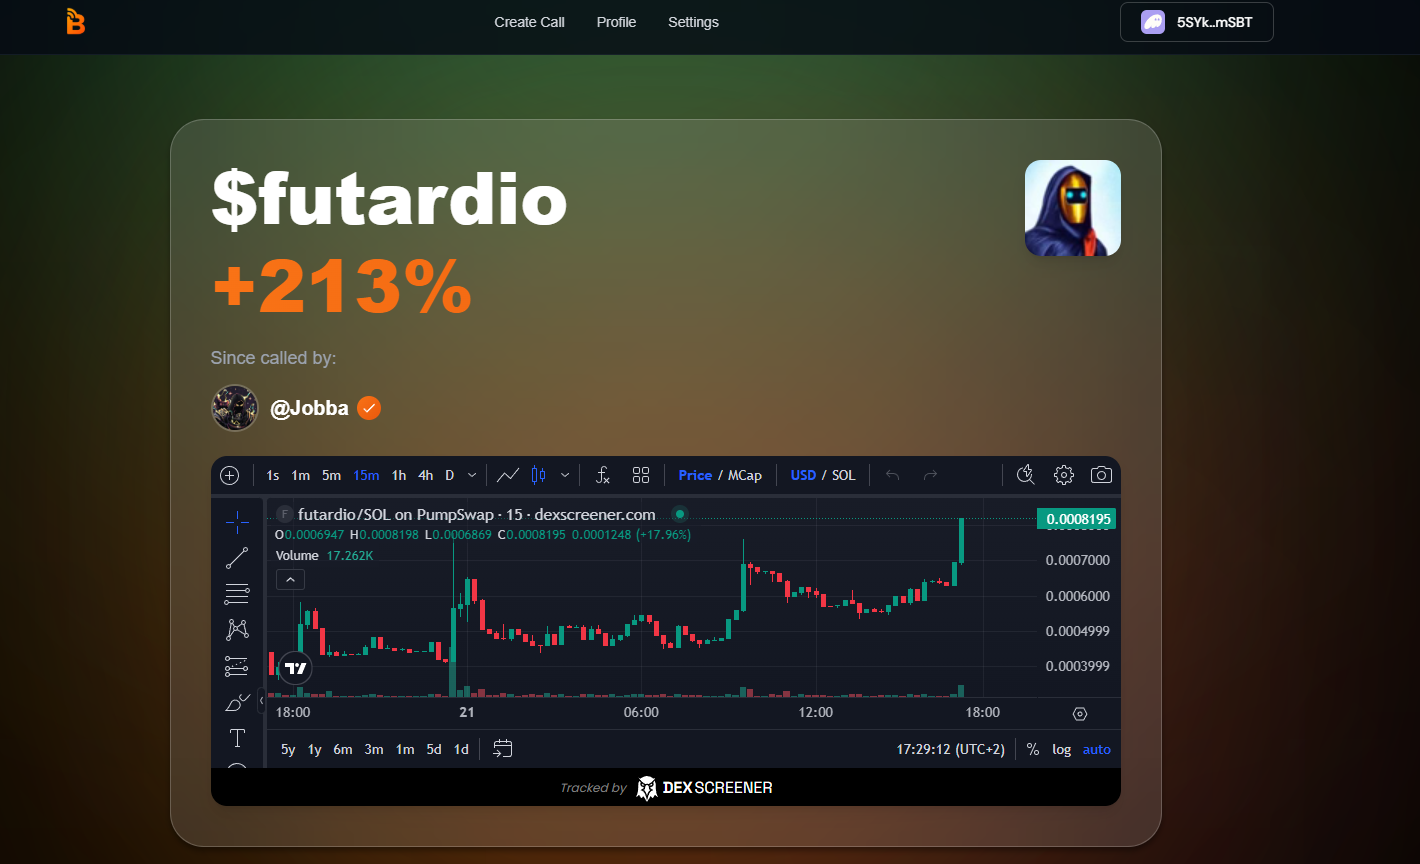 B
Create Call Profile Settings 5SYk..mSBT
$futardio
+213%
Since called by:
@Jobba
1s 1m 5m 15m 1h 4h D Price / MCap USD / SOL
F futardio/SOL on PumpSwap · 15 · dexscreener.com
O0.0006947 H0.0008198 L0.0006869 C0.0008195 0.0001248 (+17.96%)
Volume 17.262K
0.0008195
0.0007000
0.0006000
0.0004999
0.0003999
18:00 21 06:00 12:00 18:00
5y 1y 6m 3m 1m 5d 1d 17:29:12 (UTC+2) % log auto
Tracked by DEX SCREENER